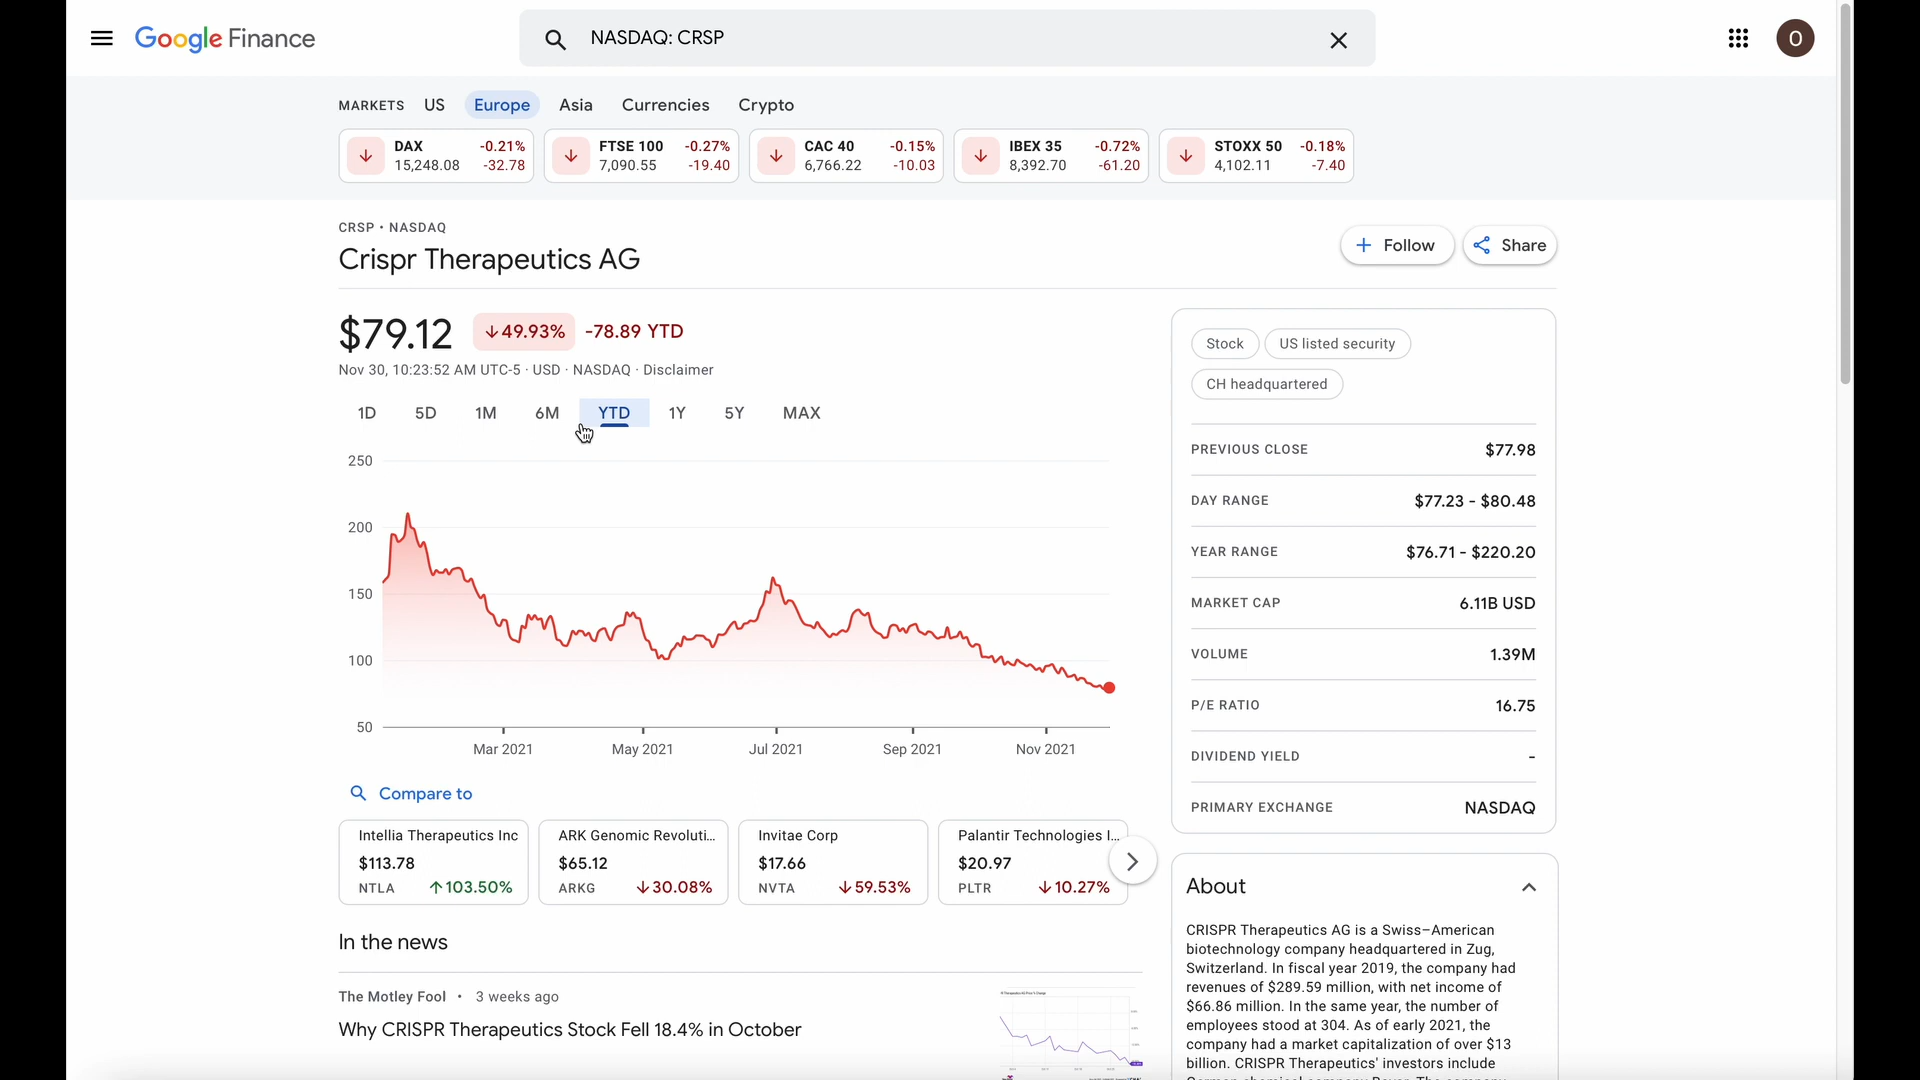 Google Finance
NASDAQ: CRSP
O
MARKETS US Europe Asia Currencies Crypto
DAX -0.21%
15,248.08 -32.78
FTSE 100 -0.27%
7,090.55 -19.40
CAC 40 -0.15%
6,766.22 -10.03
IBEX 35 -0.72%
8,392.70 -61.20
STOXX 50 -0.18%
4,102.11 -7.40
CRSP • NASDAQ
Crispr Therapeutics AG
Follow
Share
$79.12 ↓49.93% -78.89 YTD
Nov 30, 10:23:52 AM UTC-5 · USD · NASDAQ · Disclaimer
1D 5D 1M 6M YTD 1Y 5Y MAX
250
200
150
100
50
Mar 2021 May 2021 Jul 2021 Sep 2021 Nov 2021
Stock
US listed security
CH headquartered
PREVIOUS CLOSE $77.98
DAY RANGE $77.23 - $80.48
YEAR RANGE $76.71 - $220.20
MARKET CAP 6.11B USD
VOLUME 1.39M
P/E RATIO 16.75
DIVIDEND YIELD -
PRIMARY EXCHANGE NASDAQ
Compare to
Intellia Therapeutics Inc
$113.78
NTLA ↑103.50%
ARK Genomic Revoluti...
$65.12
ARKG ↓30.08%
Invitae Corp
$17.66
NVTA ↓59.53%
Palantir Technologies I...
$20.97
PLTR ↓10.27%
In the news
The Motley Fool • 3 weeks ago
Why CRISPR Therapeutics Stock Fell 18.4% in October
About
CRISPR Therapeutics AG is a Swiss–American
biotechnology company headquartered in Zug,
Switzerland. In fiscal year 2019, the company had
revenues of $289.59 million, with net income of
$66.86 million. In the same year, the number of
employees stood at 304. As of early 2021, the
company had a market capitalization of over $13
billion. CRISPR Therapeutics' investors include